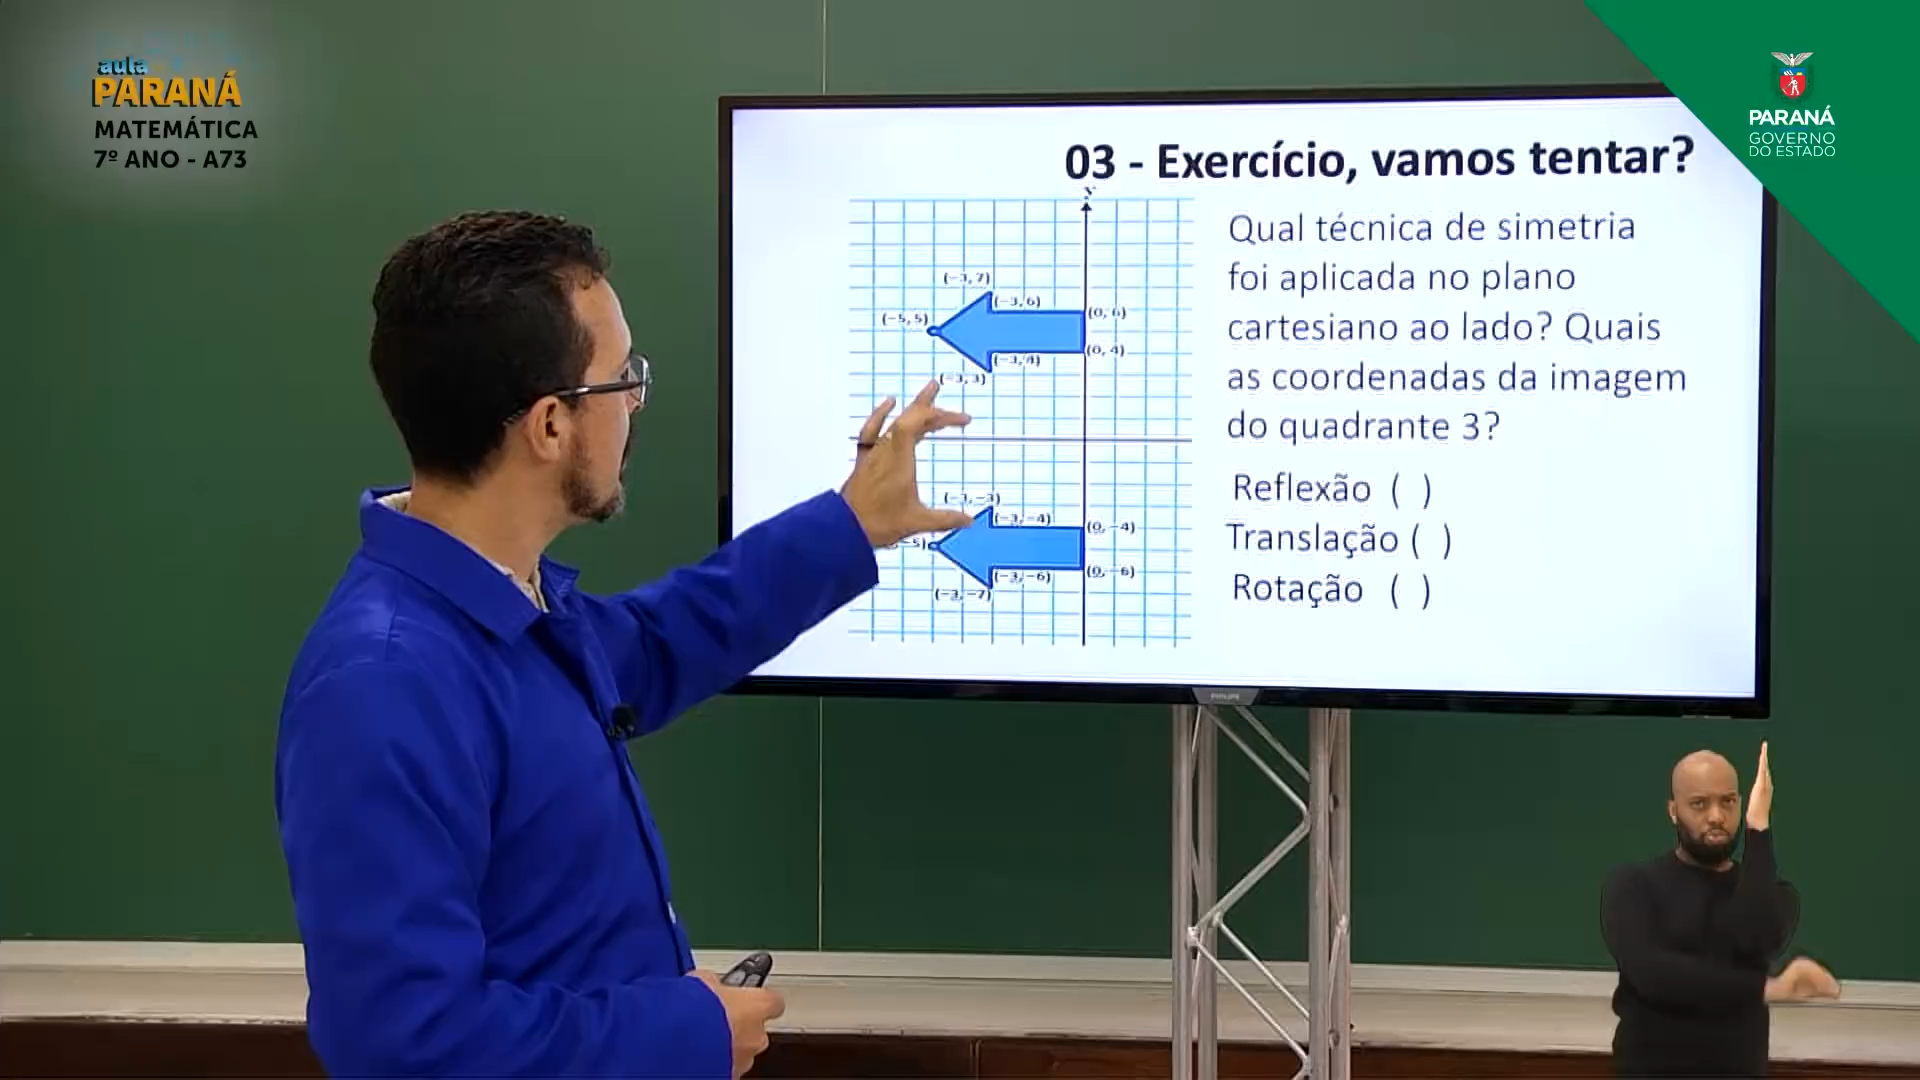 aula
PARANÁ
MATEMÁTICA
7º ANO - A73
PARANÁ
GOVERNO
DO ESTADO
03 - Exercício, vamos tentar?
Qual técnica de simetria
foi aplicada no plano
cartesiano ao lado? Quais
as coordenadas da imagem
do quadrante 3?
Reflexão ( )
Translação ( )
Rotação ( )
y
(-3, 7)
(-3, 6)
(0, 6)
(-5, 5)
(0, 4)
(-3, 4)
(-3, 3)
(-3, -3)
(-3, -4)
(0, -4)
-5)
(-3, -6)
(0, -6)
(-3, -7)
PHILIPS